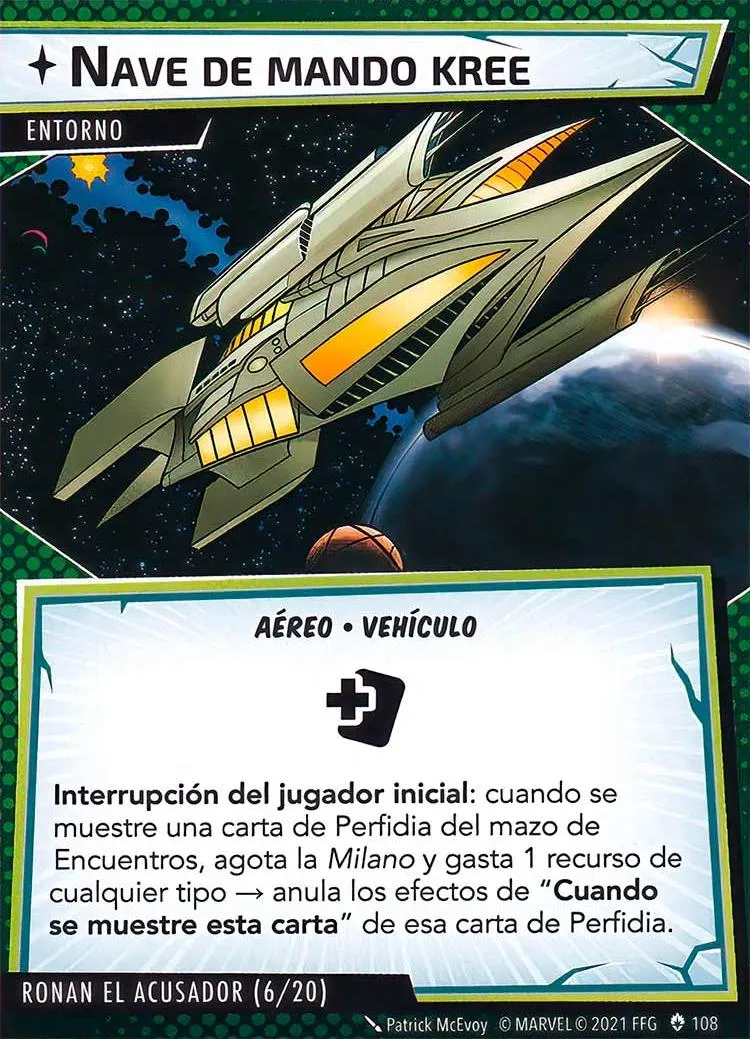 NAVE DE MANDO KREE
ENTORNO
AÉREO • VEHÍCULO
Interrupción del jugador inicial: cuando se
muestre una carta de Perfidia del mazo de
Encuentros, agota la Milano y gasta 1 recurso de
cualquier tipo → anula los efectos de “Cuando
se muestre esta carta” de esa carta de Perfidia.
RONAN EL ACUSADOR (6/20)
Patrick McEvoy © MARVEL © 2021 FFG 108